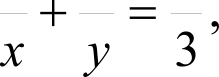 + = ,
x y 3